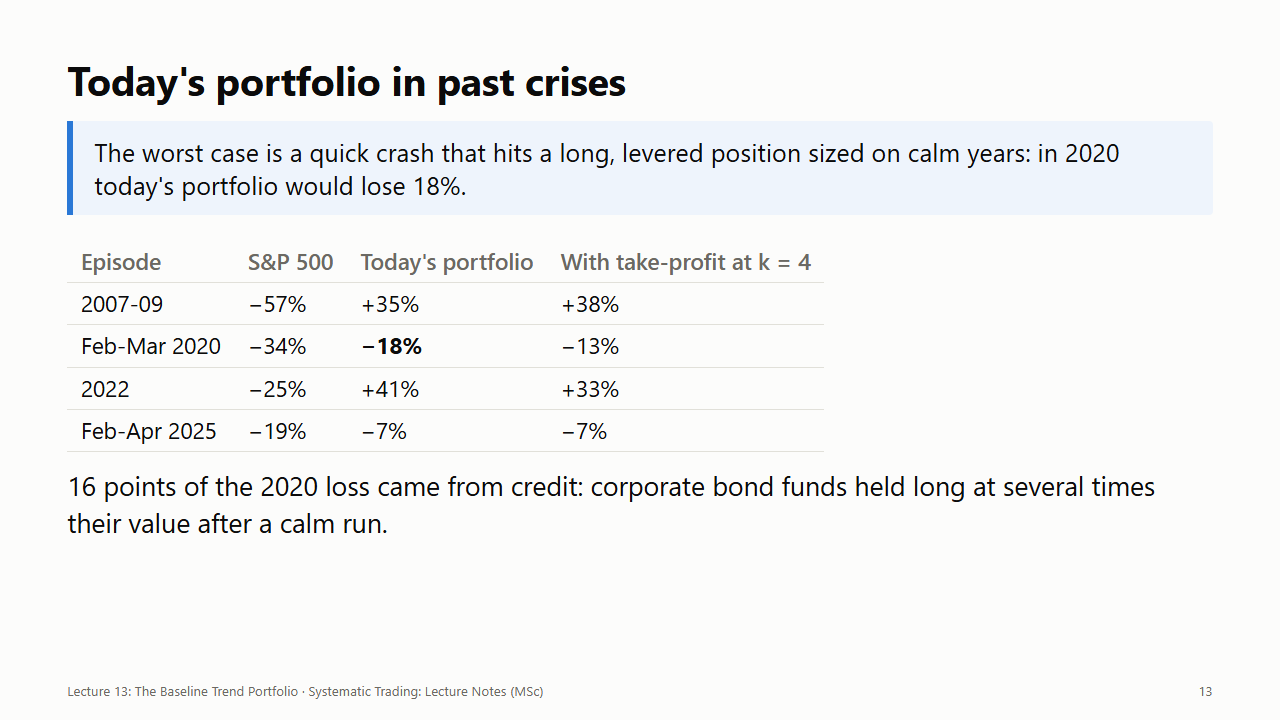 Today's portfolio in past crises
The worst case is a quick crash that hits a long, levered position sized on calm years: in 2020
today's portfolio would lose 18%.
Episode S&P 500 Today's portfolio With take-profit at k = 4
2007-09 −57% +35% +38%
Feb-Mar 2020 −34% −18% −13%
2022 −25% +41% +33%
Feb-Apr 2025 −19% −7% −7%
16 points of the 2020 loss came from credit: corporate bond funds held long at several times
their value after a calm run.
Lecture 13: The Baseline Trend Portfolio · Systematic Trading: Lecture Notes (MSc) 13